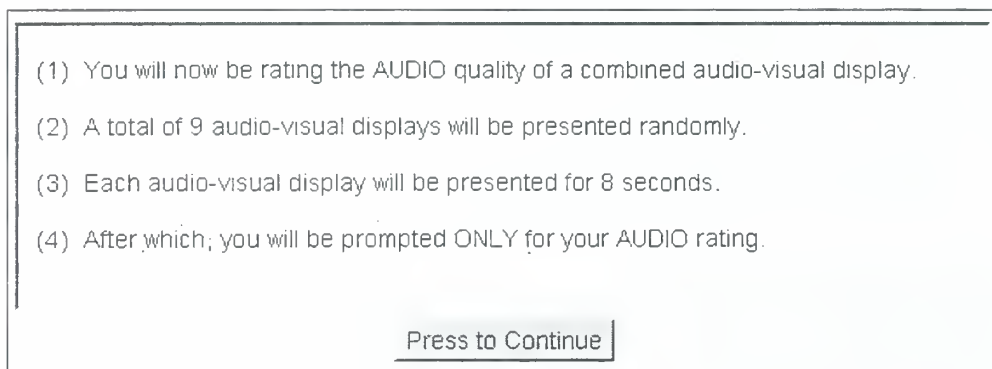 (1) You will now be rating the AUDIO quality of a combined audio-visual display.
(2) A total of 9 audio-visual displays will be presented randomly.
(3) Each audio-visual display will be presented for 8 seconds.
(4) After which, you will be prompted ONLY for your AUDIO rating.
Press to Continue